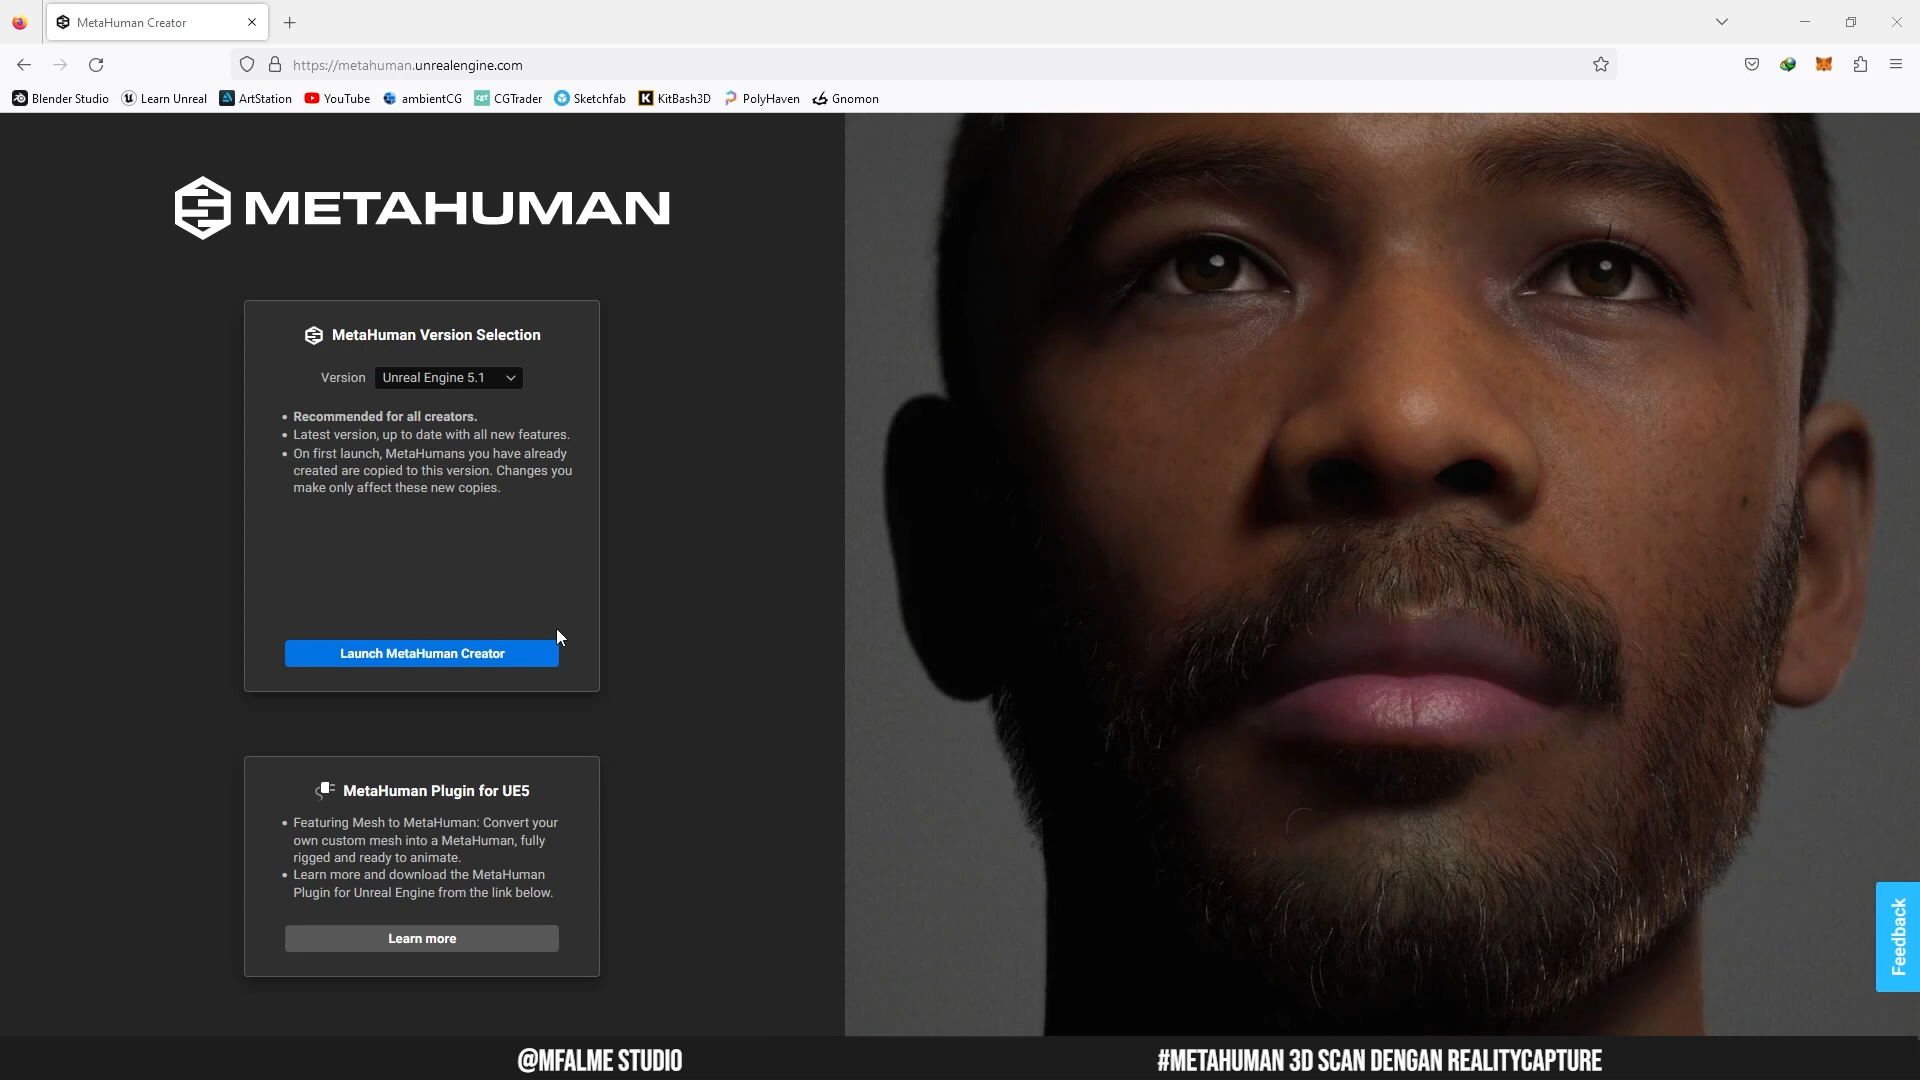 MetaHuman Creator
https://metahuman.unrealengine.com
Blender Studio
Learn Unreal
ArtStation
YouTube
ambientCG
cgt CGTrader
Sketchfab
K KitBash3D
PolyHaven
Gnomon
METAHUMAN
MetaHuman Version Selection
Version Unreal Engine 5.1
• Recommended for all creators.
• Latest version, up to date with all new features.
• On first launch, MetaHumans you have already
created are copied to this version. Changes you
make only affect these new copies.
Launch MetaHuman Creator
MetaHuman Plugin for UE5
• Featuring Mesh to MetaHuman: Convert your
own custom mesh into a MetaHuman, fully
rigged and ready to animate.
• Learn more and download the MetaHuman
Plugin for Unreal Engine from the link below.
Learn more
Feedback
@MFALME STUDIO
#METAHUMAN 3D SCAN DENGAN REALITYCAPTURE